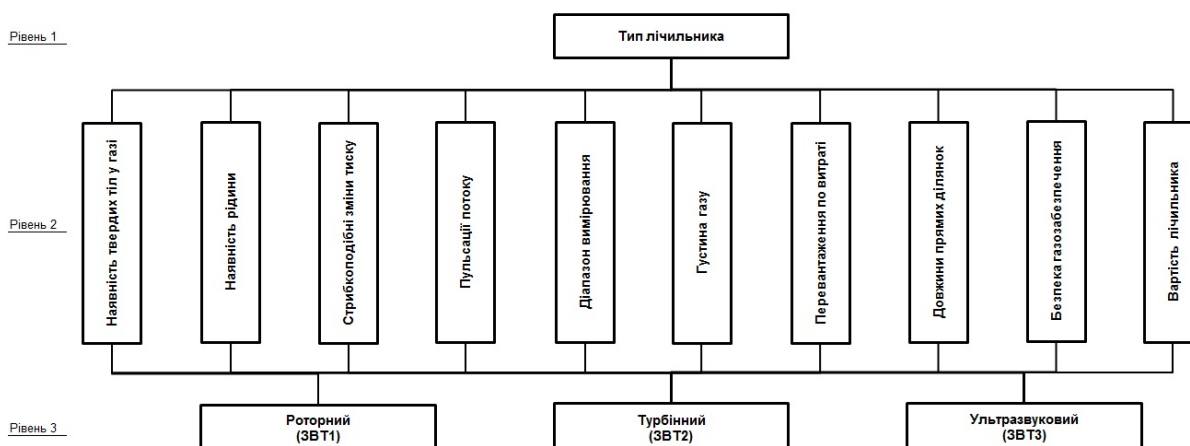 Рівень 1
Тип лічильника
Рівень 2
Наявність твердих тіл у газі
Наявність рідини
Стрибкоподібні зміни тиску
Пульсації потоку
Діапазон вимірювання
Густина газу
Перевантаження по витраті
Довжини прямих ділянок
Безпека газозабезпечення
Вартість лічильника
Рівень 3
Роторний
(ЗВТ1)
Турбінний
(ЗВТ2)
Ультразвуковий
(ЗВТ3)